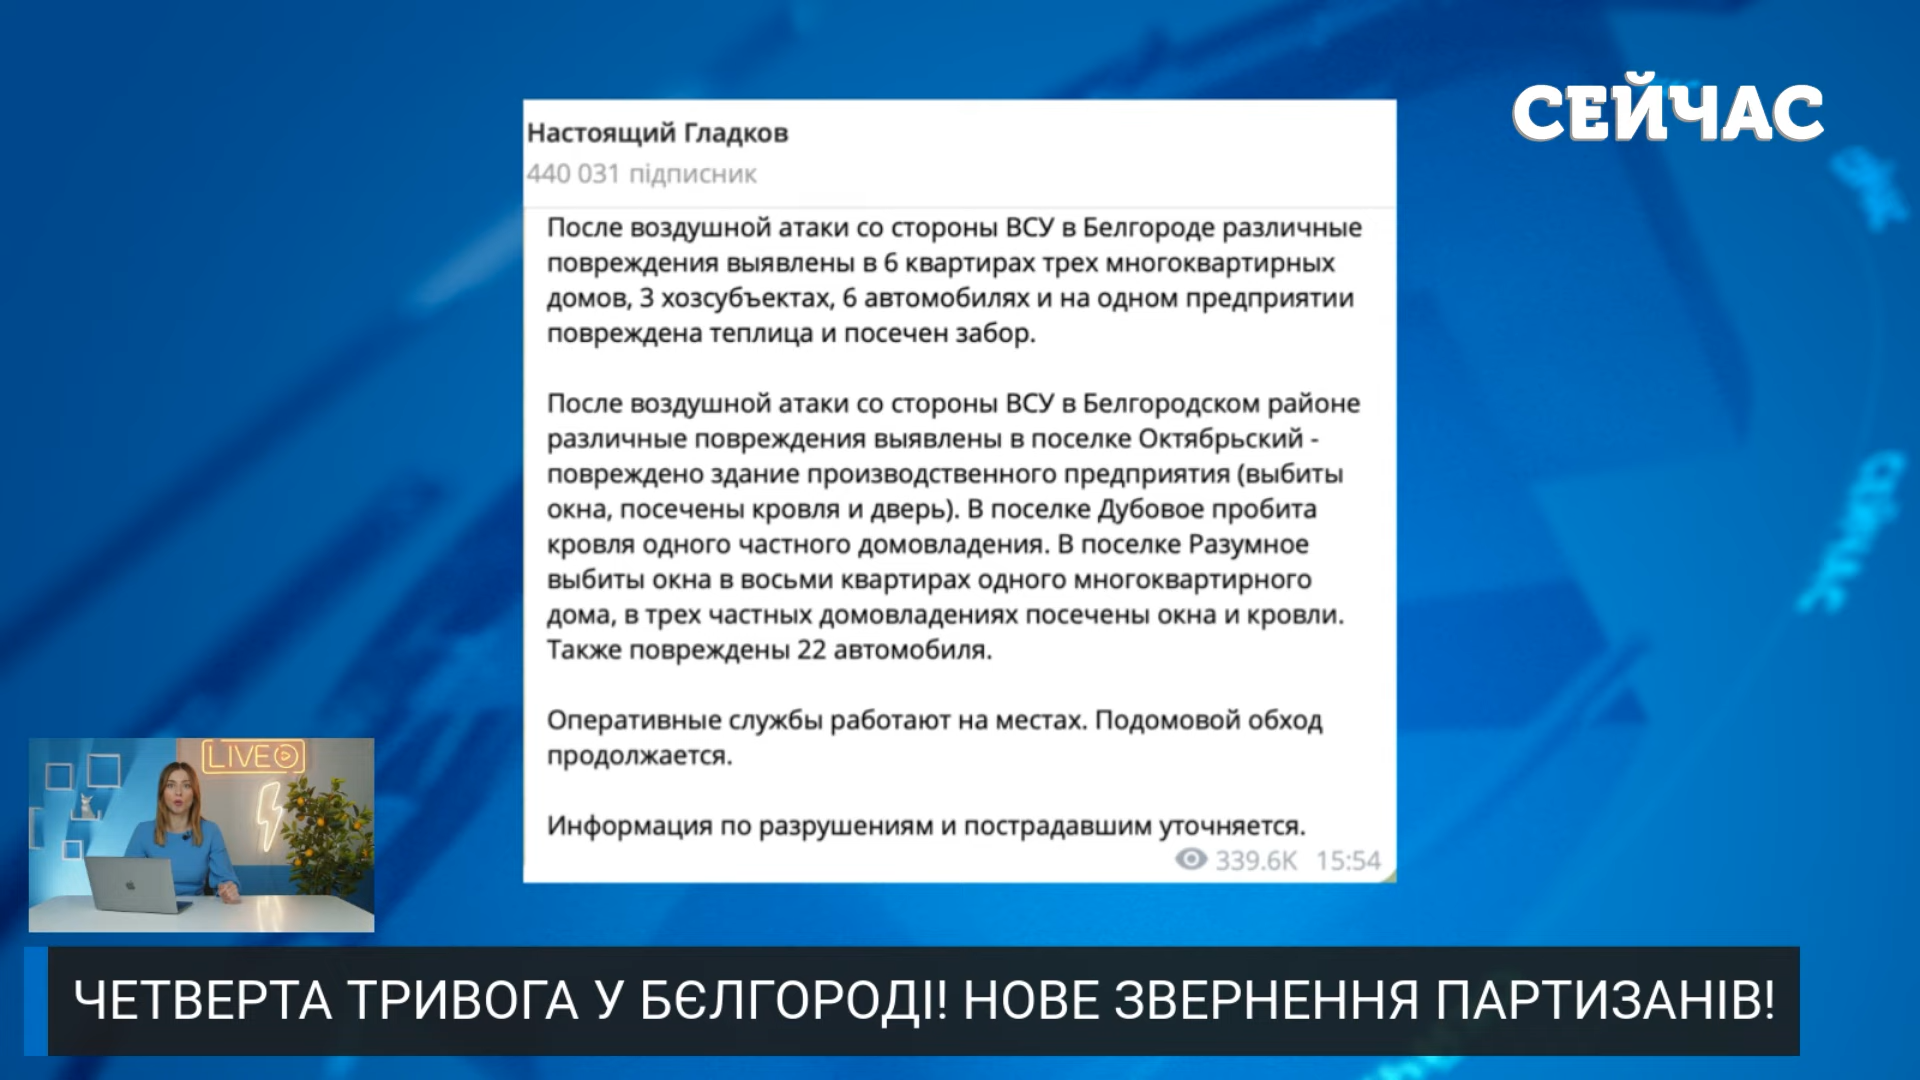 СЕЙЧАС
Настоящий Гладков
440 031 підписник
После воздушной атаки со стороны ВСУ в Белгороде различные
повреждения выявлены в 6 квартирах трех многоквартирных
домов, 3 хозсубъектах, 6 автомобилях и на одном предприятии
повреждена теплица и посечен забор.
После воздушной атаки со стороны ВСУ в Белгородском районе
различные повреждения выявлены в поселке Октябрьский -
повреждено здание производственного предприятия (выбиты
окна, посечены кровля и дверь). В поселке Дубовое пробита
кровля одного частного домовладения. В поселке Разумное
выбиты окна в восьми квартирах одного многоквартирного
дома, в трех частных домовладениях посечены окна и кровли.
Также повреждены 22 автомобиля.
Оперативные службы работают на местах. Подомовой обход
продолжается.
Информация по разрушениям и пострадавшим уточняется.
339.6K 15:54
LIVE
ЧЕТВЕРТА ТРИВОГА У БЄЛГОРОДІ! НОВЕ ЗВЕРНЕННЯ ПАРТИЗАНІВ!